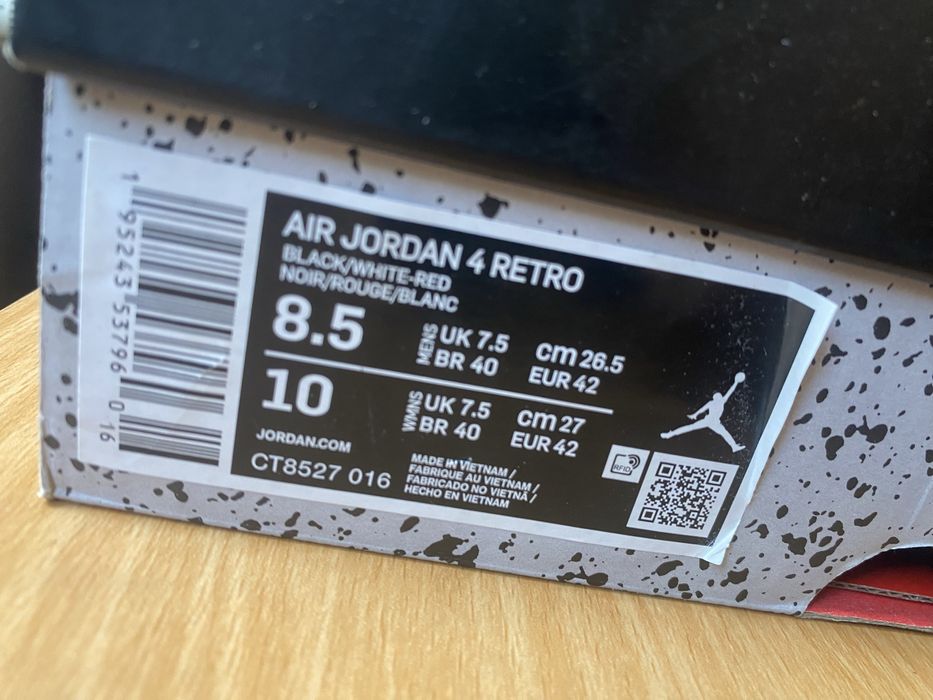 1 95243 53796 0 16
AIR JORDAN 4 RETRO
BLACK/WHITE-RED
NOIR/ROUGE/BLANC
8.5
MENS
UK 7.5
BR 40
cm 26.5
EUR 42
10
WMNS
UK 7.5
BR 40
cm 27
EUR 42
JORDAN.COM
CT8527 016
MADE IN VIETNAM /
FABRIQUE AU VIETNAM /
FABRICADO NO VIETNÃ /
HECHO EN VIETNAM
RFID